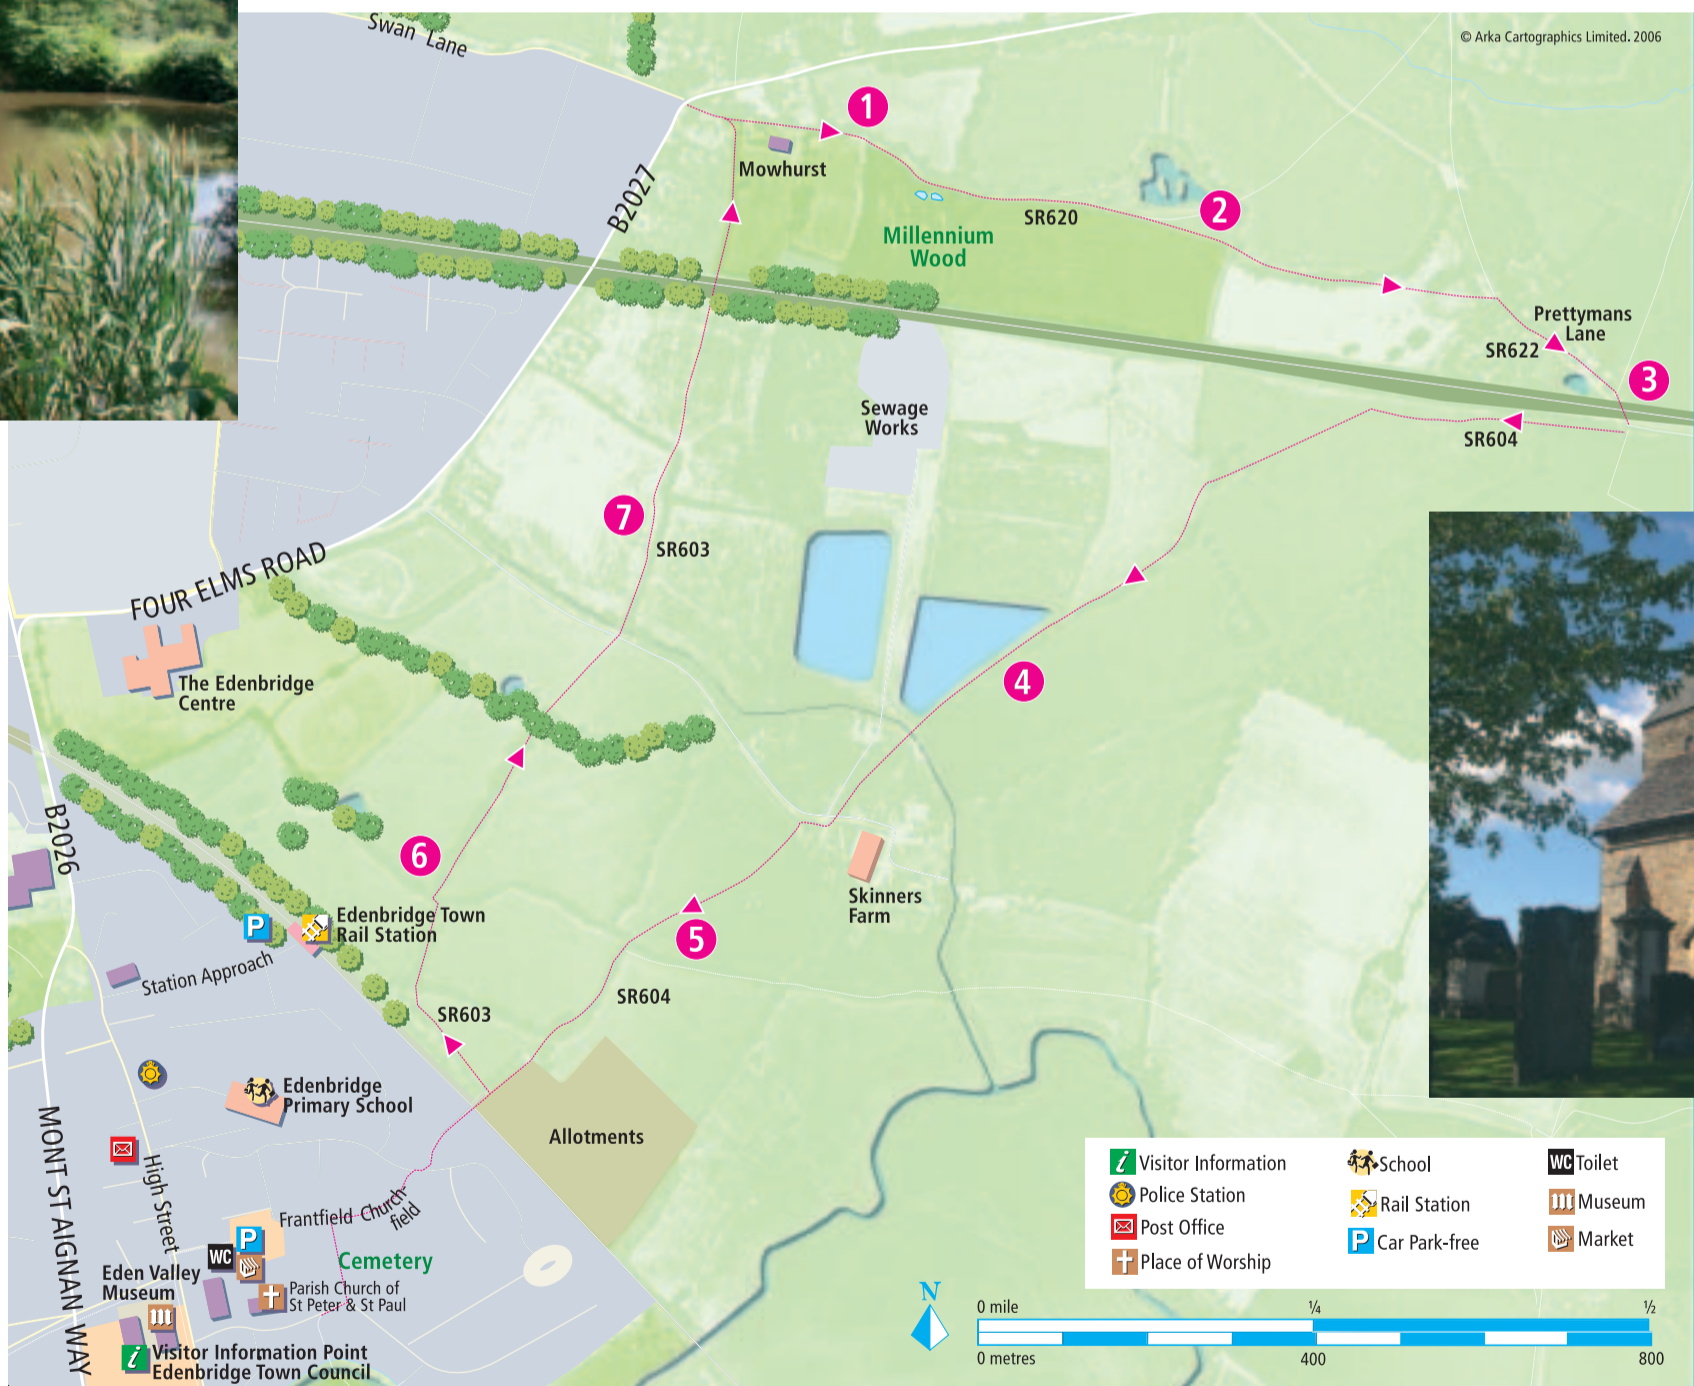 Swan Lane
© Arka Cartographics Limited. 2006
1
Mowhurst
B2027
SR620
2
Millennium
Wood
Prettymans
Lane
SR622
3
Sewage
Works
SR604
7
SR603
FOUR ELMS ROAD
The Edenbridge
Centre
4
B2026
6
Skinners
Farm
P
Edenbridge Town
Rail Station
5
Station Approach
SR604
SR603
Edenbridge
Primary School
Allotments
MONT ST AIGNAN WAY
High Street
Frantfield
Church-
field
P
WC
Cemetery
Eden Valley
Museum
Parish Church of
St Peter & St Paul
i
Visitor Information Point
Edenbridge Town Council
i Visitor Information
Police Station
Post Office
Place of Worship
School
Rail Station
P Car Park-free
WC Toilet
Museum
Market
N
0 mile ¼ ½
0 metres 400 800